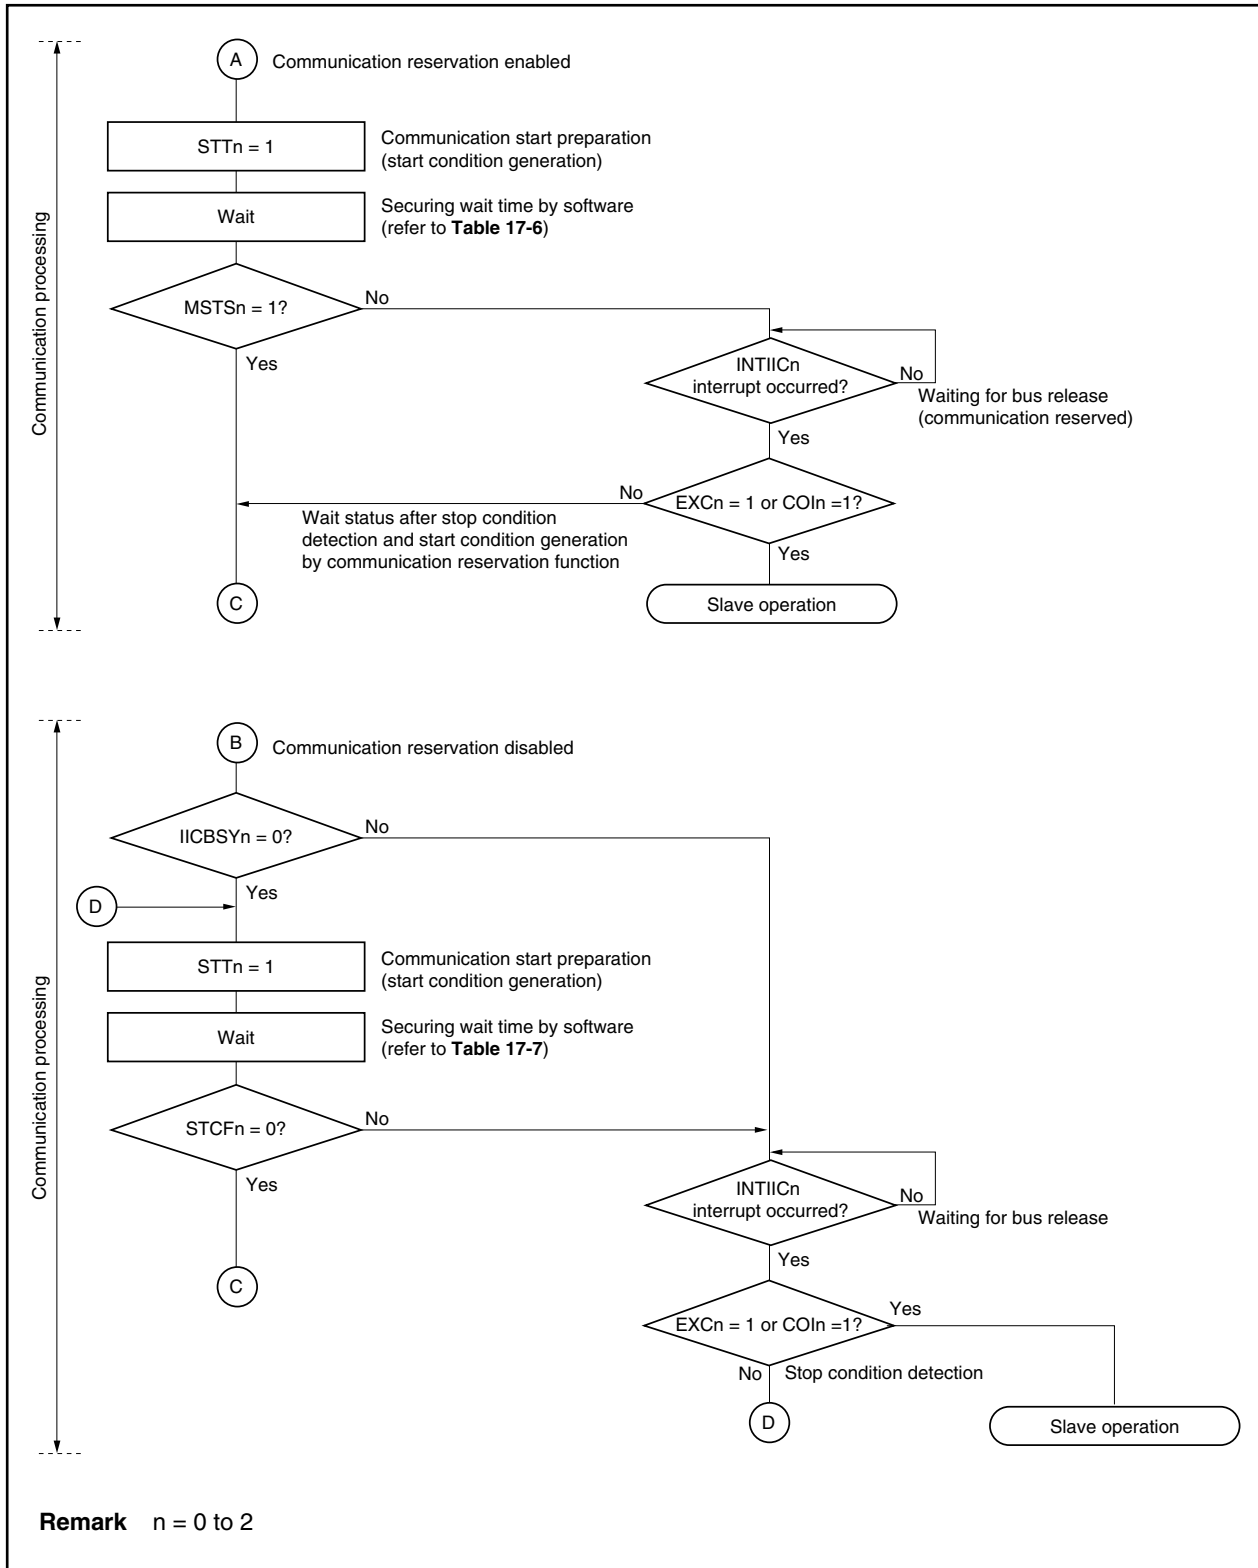 A
Communication reservation enabled
STTn = 1
Communication start preparation
(start condition generation)
Wait
Securing wait time by software
(refer to Table 17-6)
Communication processing
MSTSn = 1?
No
Yes
INTIICn
interrupt occurred?
No
Waiting for bus release
(communication reserved)
Yes
EXCn = 1 or COIn =1?
No
Wait status after stop condition
detection and start condition generation
by communication reservation function
Yes
C
Slave operation
B
Communication reservation disabled
IICBSYn = 0?
No
Yes
D
STTn = 1
Communication start preparation
(start condition generation)
Wait
Securing wait time by software
(refer to Table 17-7)
Communication processing
STCFn = 0?
No
Yes
INTIICn
interrupt occurred?
No
Waiting for bus release
Yes
C
EXCn = 1 or COIn =1?
Yes
No
Stop condition detection
D
Slave operation
Remark n = 0 to 2